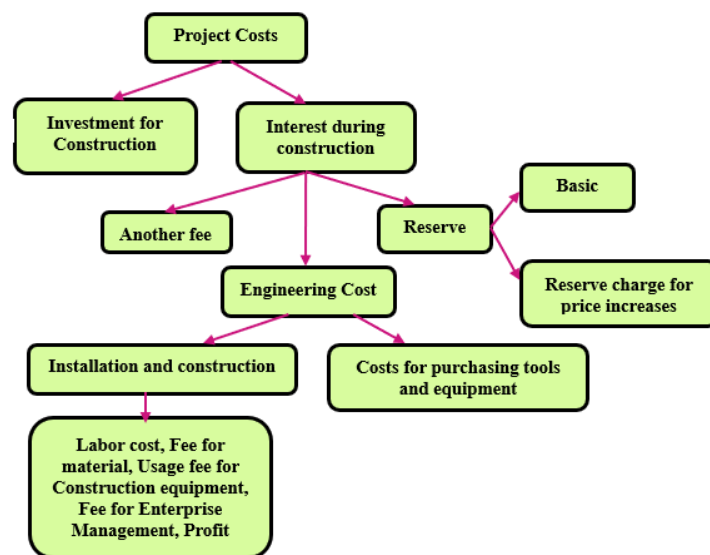 Project Costs
Investment for
Construction
Interest during
construction
Basic
Another fee
Reserve
Engineering Cost
Reserve charge for
price increases
Installation and construction
Costs for purchasing tools
and equipment
Labor cost, Fee for
material, Usage fee for
Construction equipment,
Fee for Enterprise
Management, Profit